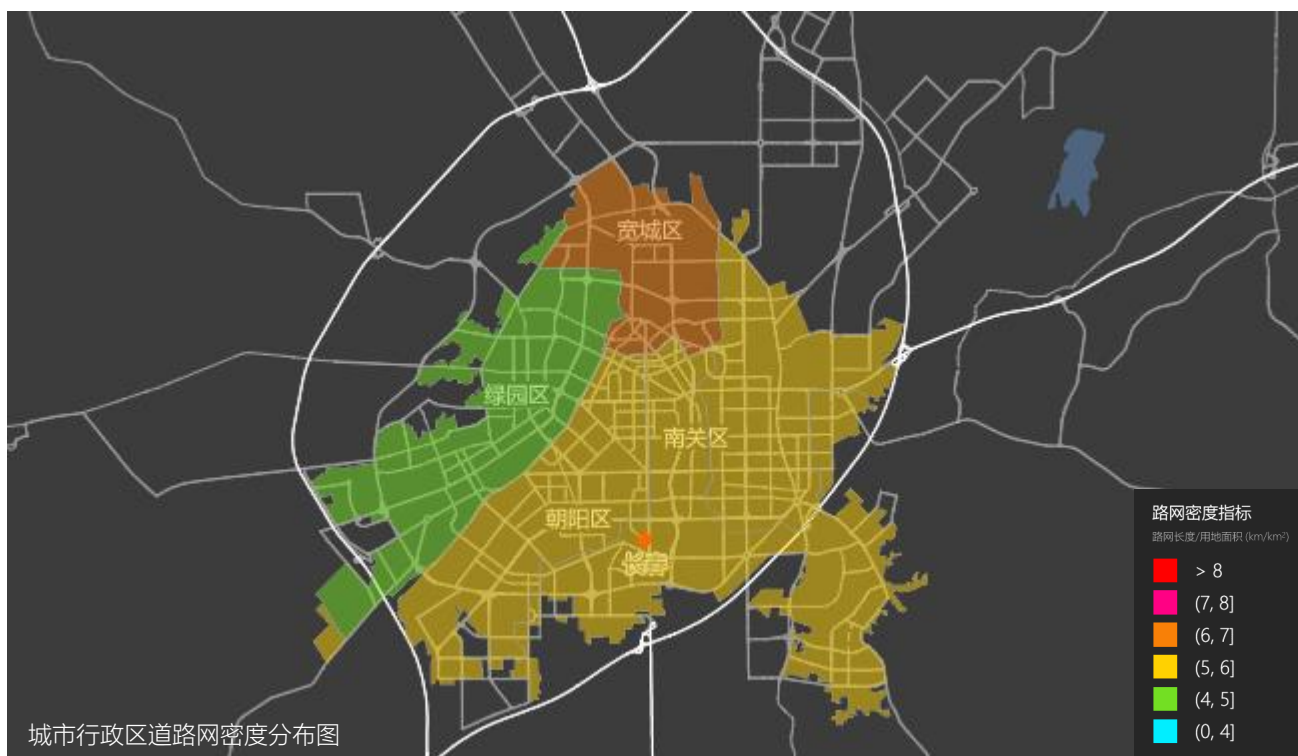 宽城区
绿园区
南关区
朝阳区
长春
路网密度指标
路网长度/用地面积 (km/km²)
> 8
(7, 8]
(6, 7]
(5, 6]
(4, 5]
(0, 4]
城市行政区道路网密度分布图